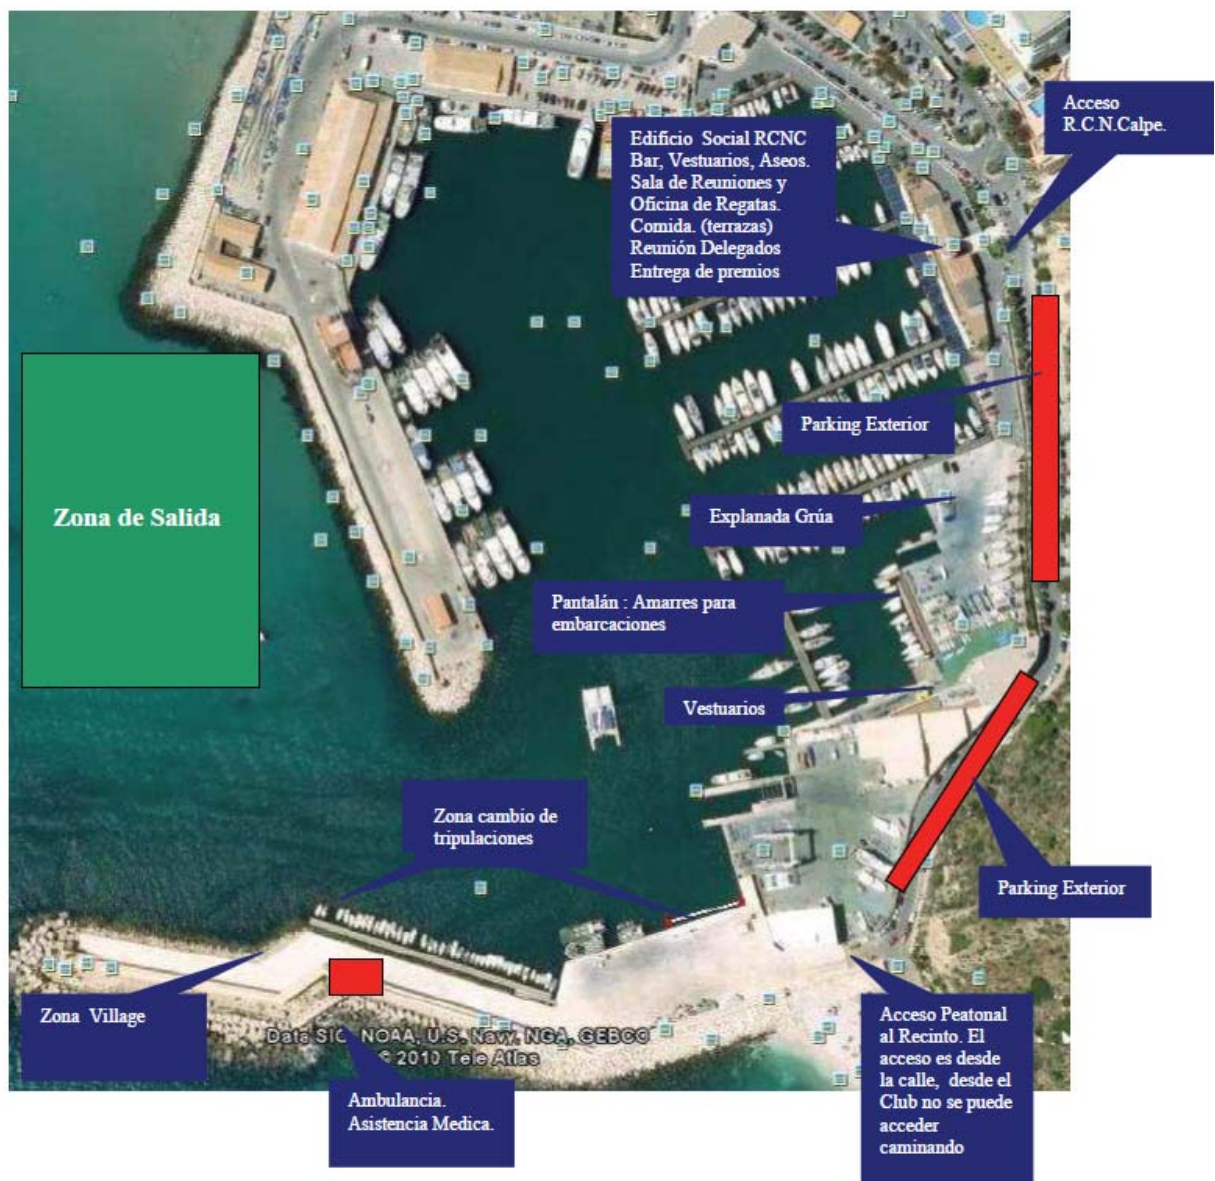 Acceso
R.C.N.Calpe.
Edificio Social RCNC
Bar, Vestuarios, Aseos.
Sala de Reuniones y
Oficina de Regatas.
Comida. (terrazas)
Reunión Delegados
Entrega de premios
Parking Exterior
Zona de Salida
Explanada Grúa
Pantalán : Amarres para
embarcaciones
Vestuarios
Zona cambio de
tripulaciones
Parking Exterior
Zona Village
Acceso Peatonal
al Recinto. El
acceso es desde
la calle, desde el
Club no se puede
acceder
caminando
Data SIO, NOAA, U.S. Navy, NGA, GEBCO
© 2010 Tele Atlas
Ambulancia.
Asistencia Medica.